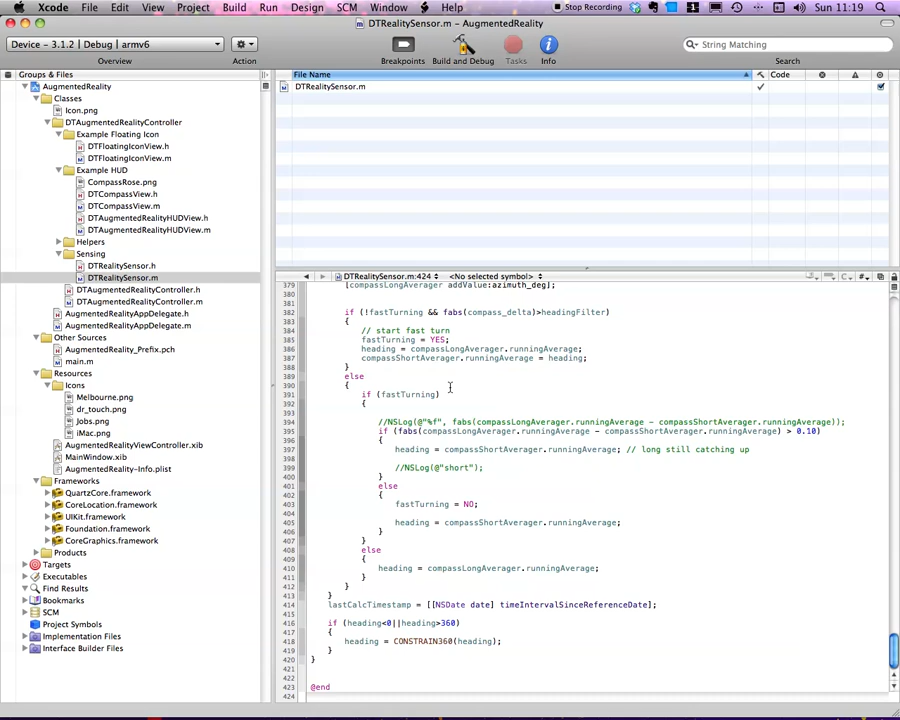 Xcode File Edit View Project Build Run Design SCM Window Help Stop Recording 1 Sun 11:19
DTRealitySensor.m - AugmentedReality
Device - 3.1.2 | Debug | armv6
String Matching
Overview Action Breakpoints Build and Debug Tasks Info Search
Groups & Files
AugmentedReality
Classes
Icon.png
DTAugmentedRealityController
Example Floating Icon
DTFloatingIconView.h
DTFloatingIconView.m
Example HUD
CompassRose.png
DTCompassView.h
DTCompassView.m
DTAugmentedRealityHUDView.h
DTAugmentedRealityHUDView.m
Helpers
Sensing
DTRealitySensor.h
DTRealitySensor.m
DTAugmentedRealityController.h
DTAugmentedRealityController.m
AugmentedRealityAppDelegate.h
AugmentedRealityAppDelegate.m
Other Sources
AugmentedReality_Prefix.pch
main.m
Resources
Icons
Melbourne.png
dr_touch.png
Jobs.png
iMac.png
AugmentedRealityViewController.xib
MainWindow.xib
AugmentedReality-Info.plist
Frameworks
QuartzCore.framework
CoreLocation.framework
UIKit.framework
Foundation.framework
CoreGraphics.framework
Products
Targets
Executables
Find Results
Bookmarks
SCM
Project Symbols
Implementation Files
Interface Builder Files
File Name Code
DTRealitySensor.m
DTRealitySensor.m:424 <No selected symbol>
379 [compassLongAverager addValue:azimuth_deg];
380
381
382 if (!fastTurning && fabs(compass_delta)>headingFilter)
383 {
384 // start fast turn
385 fastTurning = YES;
386 heading = compassLongAverager.runningAverage;
387 compassShortAverager.runningAverage = heading;
388 }
389 else
390 {
391 if (fastTurning)
392 {
393
394 //NSLog(@"%f", fabs(compassLongAverager.runningAverage - compassShortAverager.runningAverage));
395 if (fabs(compassLongAverager.runningAverage - compassShortAverager.runningAverage) > 0.10)
396 {
397 heading = compassShortAverager.runningAverage; // long still catching up
398
399 //NSLog(@"short");
400 }
401 else
402 {
403 fastTurning = NO;
404
405 heading = compassShortAverager.runningAverage;
406 }
407 }
408 else
409 {
410 heading = compassLongAverager.runningAverage;
411 }
412 }
413 }
414 lastCalcTimestamp = [[NSDate date] timeIntervalSinceReferenceDate];
415
416 if (heading<0||heading>360)
417 {
418 heading = CONSTRAIN360(heading);
419 }
420 }
421
422
423 @end
424